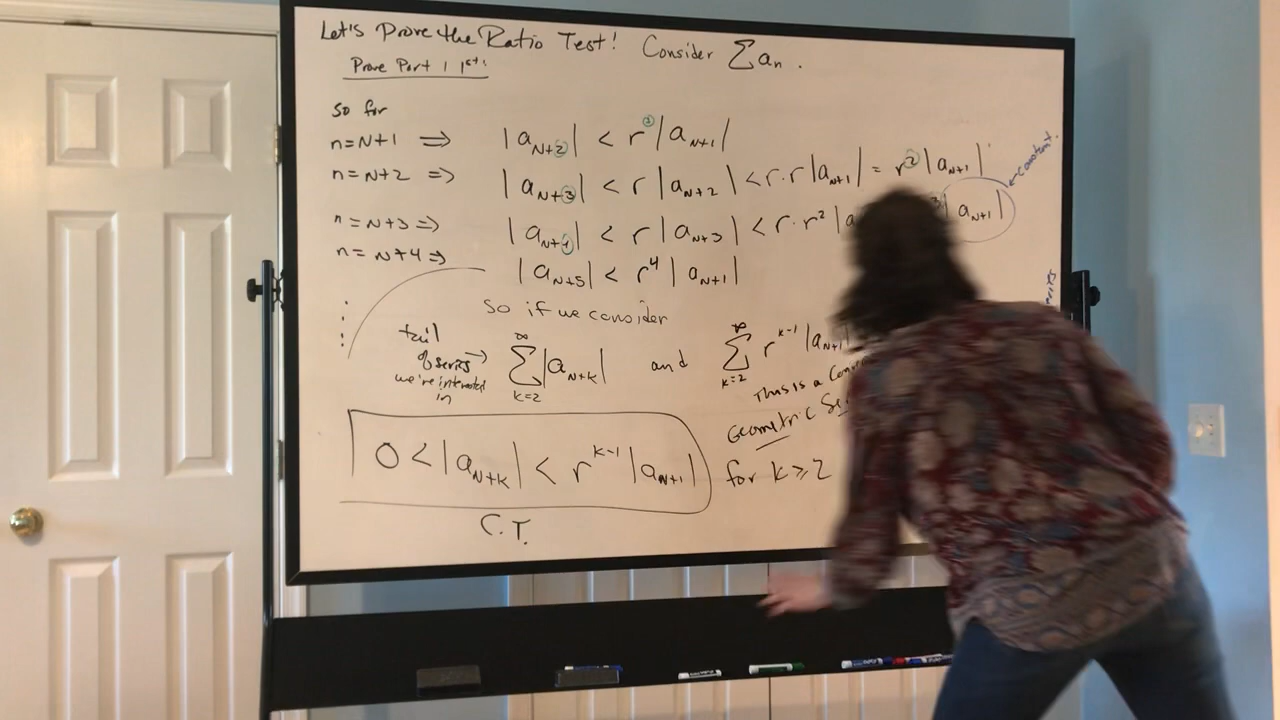 Let's Prove the Ratio Test! Consider ∑aₙ.
Prove Part 1 1st:
so for
n=N+1 ⇒ |a_{N+2}| < r^① |a_{N+1}|
n=N+2 ⇒ |a_{N+3}| < r |a_{N+2}| < r·r |a_{N+1}| = r² |a_{N+1}|
← constant.
n=N+3 ⇒ |a_{N+4}| < r |a_{N+3}| < r·r² |a ³ |a_{N+1}|
n=N+4 ⇒ |a_{N+5}| < r⁴ |a_{N+1}|
⋮
So if we consider
tail
of series →
we're interested
in
∑_{k=2}^{∞} |a_{N+k}| and ∑_{k=2}^{∞} r^{k-1} |a_{N+1}|
This is a
Geometric
0 < |a_{N+k}| < r^{k-1} |a_{N+1}| for k ≥ 2
C.T.